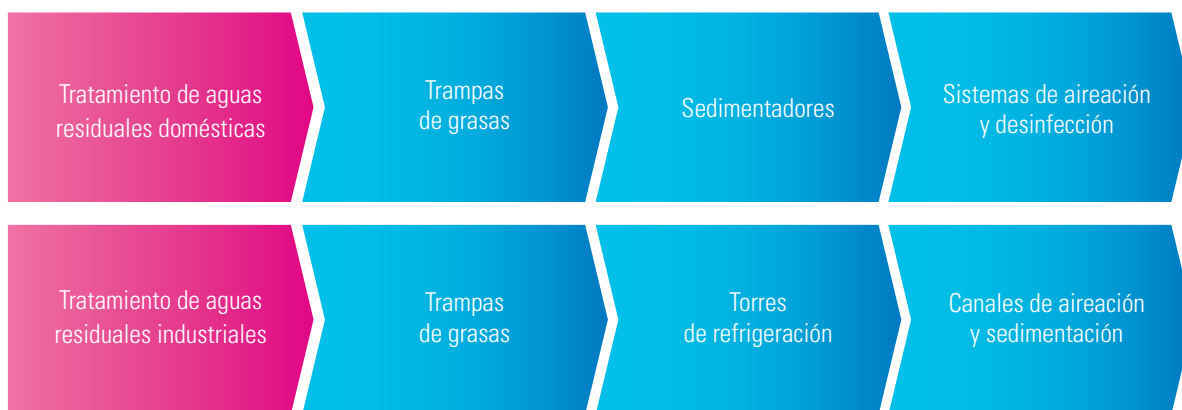 Tratamiento de aguas
residuales domésticas
Trampas
de grasas
Sedimentadores
Sistemas de aireación
y desinfección
Tratamiento de aguas
residuales industriales
Trampas
de grasas
Torres
de refrigeración
Canales de aireación
y sedimentación